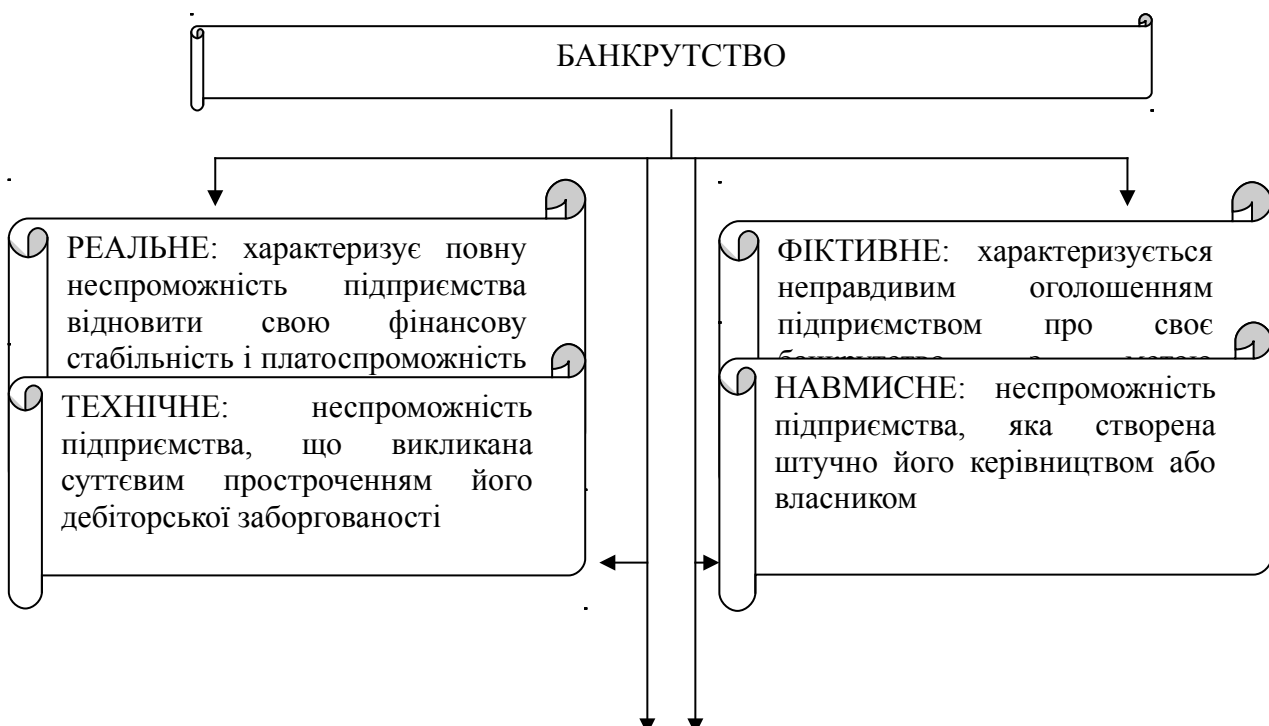 БАНКРУТСТВО
РЕАЛЬНЕ: характеризує повну
неспроможність підприємства
відновити свою фінансову
стабільність і платоспроможність
ТЕХНІЧНЕ: неспроможність
підприємства, що викликана
суттєвим простроченням його
дебіторської заборгованості
ФІКТИВНЕ: характеризується
неправдивим оголошенням
підприємством про своє
НАВМИСНЕ: неспроможність
підприємства, яка створена
штучно його керівництвом або
власником